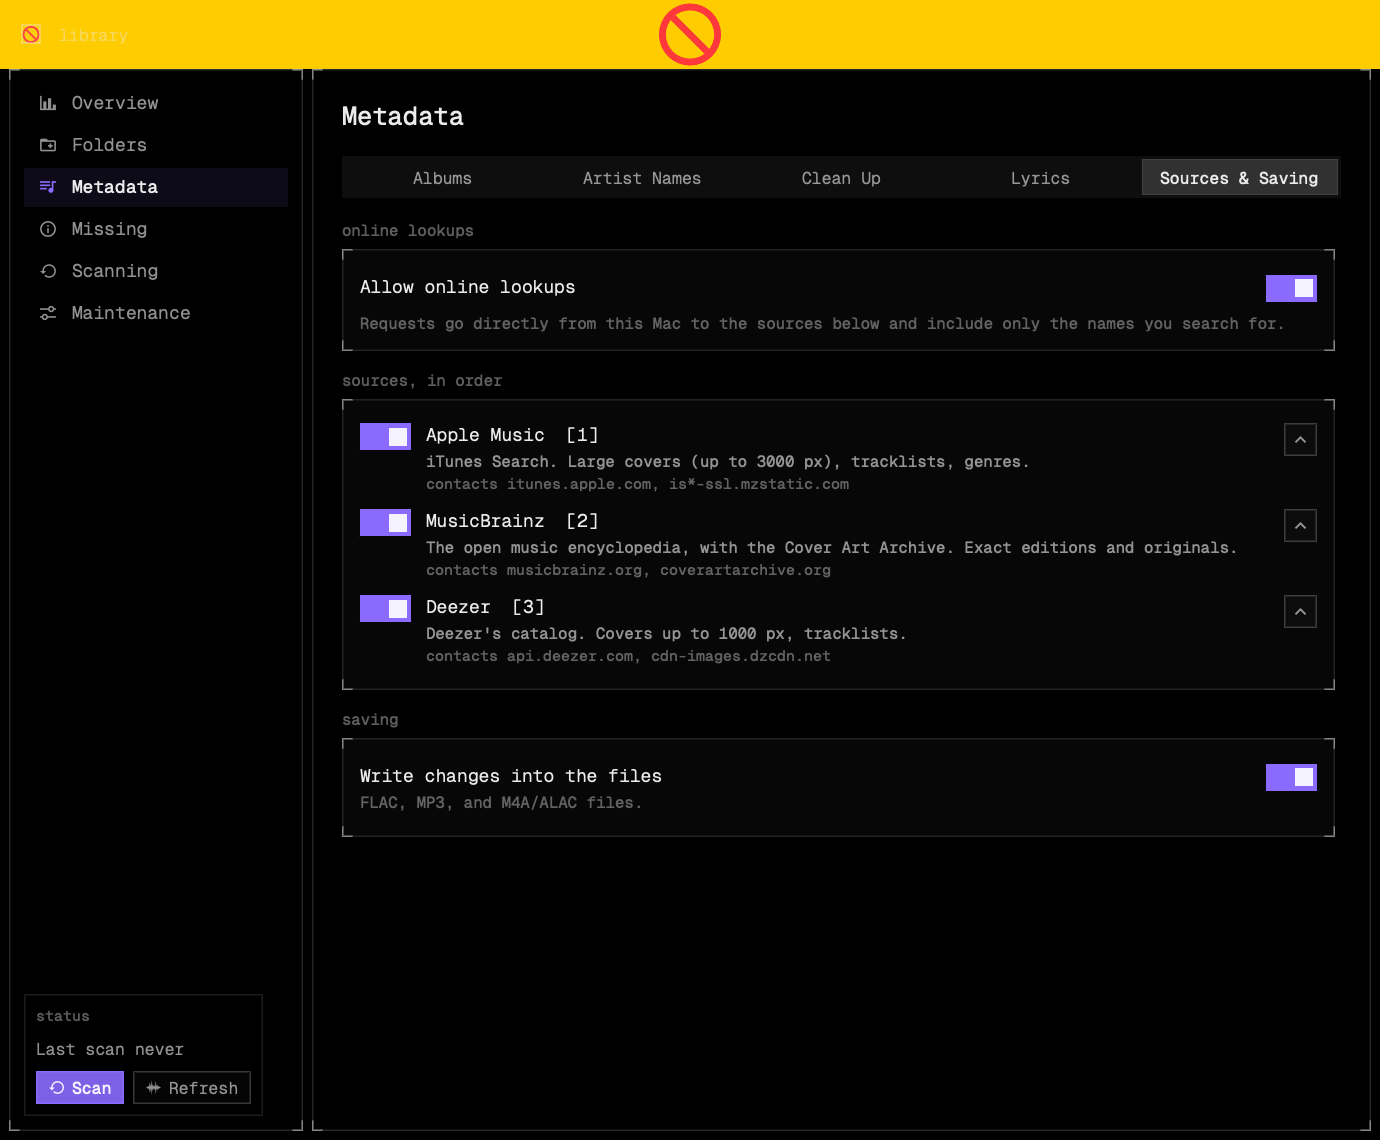 library
Overview
Folders
Metadata
Missing
Scanning
Maintenance
status
Last scan never
Scan
Refresh
Metadata
Albums
Artist Names
Clean Up
Lyrics
Sources & Saving
online lookups
Allow online lookups
Requests go directly from this Mac to the sources below and include only the names you search for.
sources, in order
Apple Music [1]
iTunes Search. Large covers (up to 3000 px), tracklists, genres.
contacts itunes.apple.com, is*-ssl.mzstatic.com
MusicBrainz [2]
The open music encyclopedia, with the Cover Art Archive. Exact editions and originals.
contacts musicbrainz.org, coverartarchive.org
Deezer [3]
Deezer's catalog. Covers up to 1000 px, tracklists.
contacts api.deezer.com, cdn-images.dzcdn.net
saving
Write changes into the files
FLAC, MP3, and M4A/ALAC files.